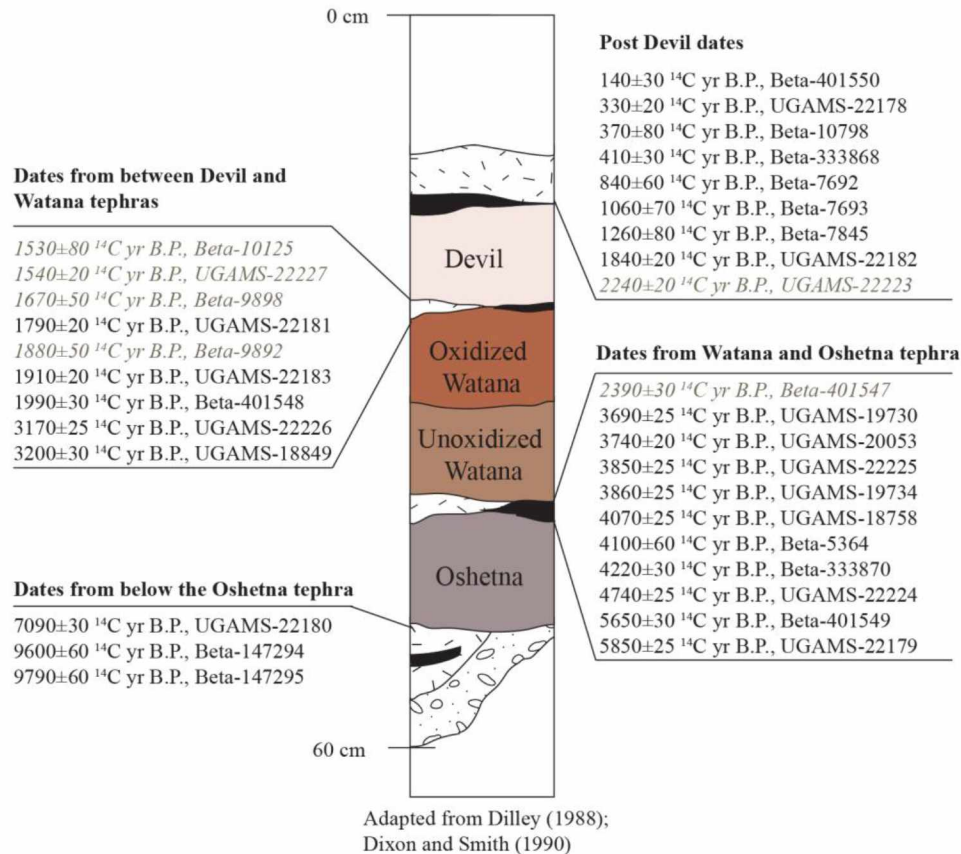 0 cm
Post Devil dates
140±30 ¹⁴C yr B.P., Beta-401550
330±20 ¹⁴C yr B.P., UGAMS-22178
370±80 ¹⁴C yr B.P., Beta-10798
410±30 ¹⁴C yr B.P., Beta-333868
840±60 ¹⁴C yr B.P., Beta-7692
1060±70 ¹⁴C yr B.P., Beta-7693
1260±80 ¹⁴C yr B.P., Beta-7845
1840±20 ¹⁴C yr B.P., UGAMS-22182
2240±20 ¹⁴C yr B.P., UGAMS-22223
Dates from between Devil and
Watana tephras
1530±80 ¹⁴C yr B.P., Beta-10125
1540±20 ¹⁴C yr B.P., UGAMS-22227
1670±50 ¹⁴C yr B.P., Beta-9898
1790±20 ¹⁴C yr B.P., UGAMS-22181
1880±50 ¹⁴C yr B.P., Beta-9892
1910±20 ¹⁴C yr B.P., UGAMS-22183
1990±30 ¹⁴C yr B.P., Beta-401548
3170±25 ¹⁴C yr B.P., UGAMS-22226
3200±30 ¹⁴C yr B.P., UGAMS-18849
Devil
Oxidized
Watana
Unoxidized
Watana
Oshetna
Dates from Watana and Oshetna tephra
2390±30 ¹⁴C yr B.P., Beta-401547
3690±25 ¹⁴C yr B.P., UGAMS-19730
3740±20 ¹⁴C yr B.P., UGAMS-20053
3850±25 ¹⁴C yr B.P., UGAMS-22225
3860±25 ¹⁴C yr B.P., UGAMS-19734
4070±25 ¹⁴C yr B.P., UGAMS-18758
4100±60 ¹⁴C yr B.P., Beta-5364
4220±30 ¹⁴C yr B.P., Beta-333870
4740±25 ¹⁴C yr B.P., UGAMS-22224
5650±30 ¹⁴C yr B.P., Beta-401549
5850±25 ¹⁴C yr B.P., UGAMS-22179
Dates from below the Oshetna tephra
7090±30 ¹⁴C yr B.P., UGAMS-22180
9600±60 ¹⁴C yr B.P., Beta-147294
9790±60 ¹⁴C yr B.P., Beta-147295
60 cm
Adapted from Dilley (1988);
Dixon and Smith (1990)